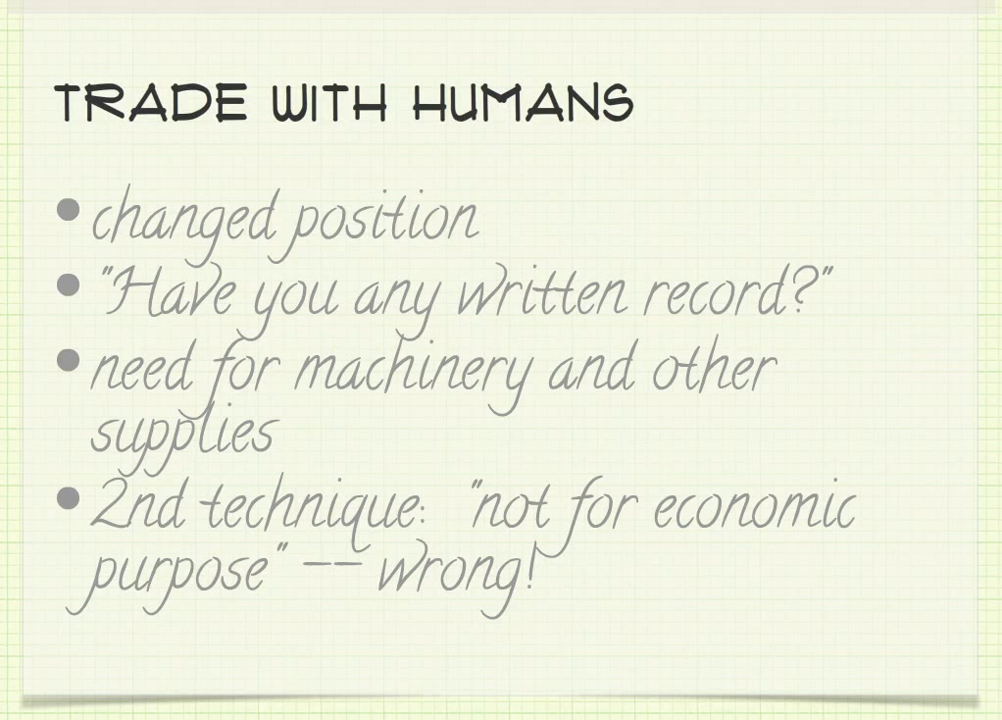 TRADE WITH HUMANS
• changed position
• "Have you any written record?"
• need for machinery and other
supplies
• 2nd technique: "not for economic
purpose" -- wrong!